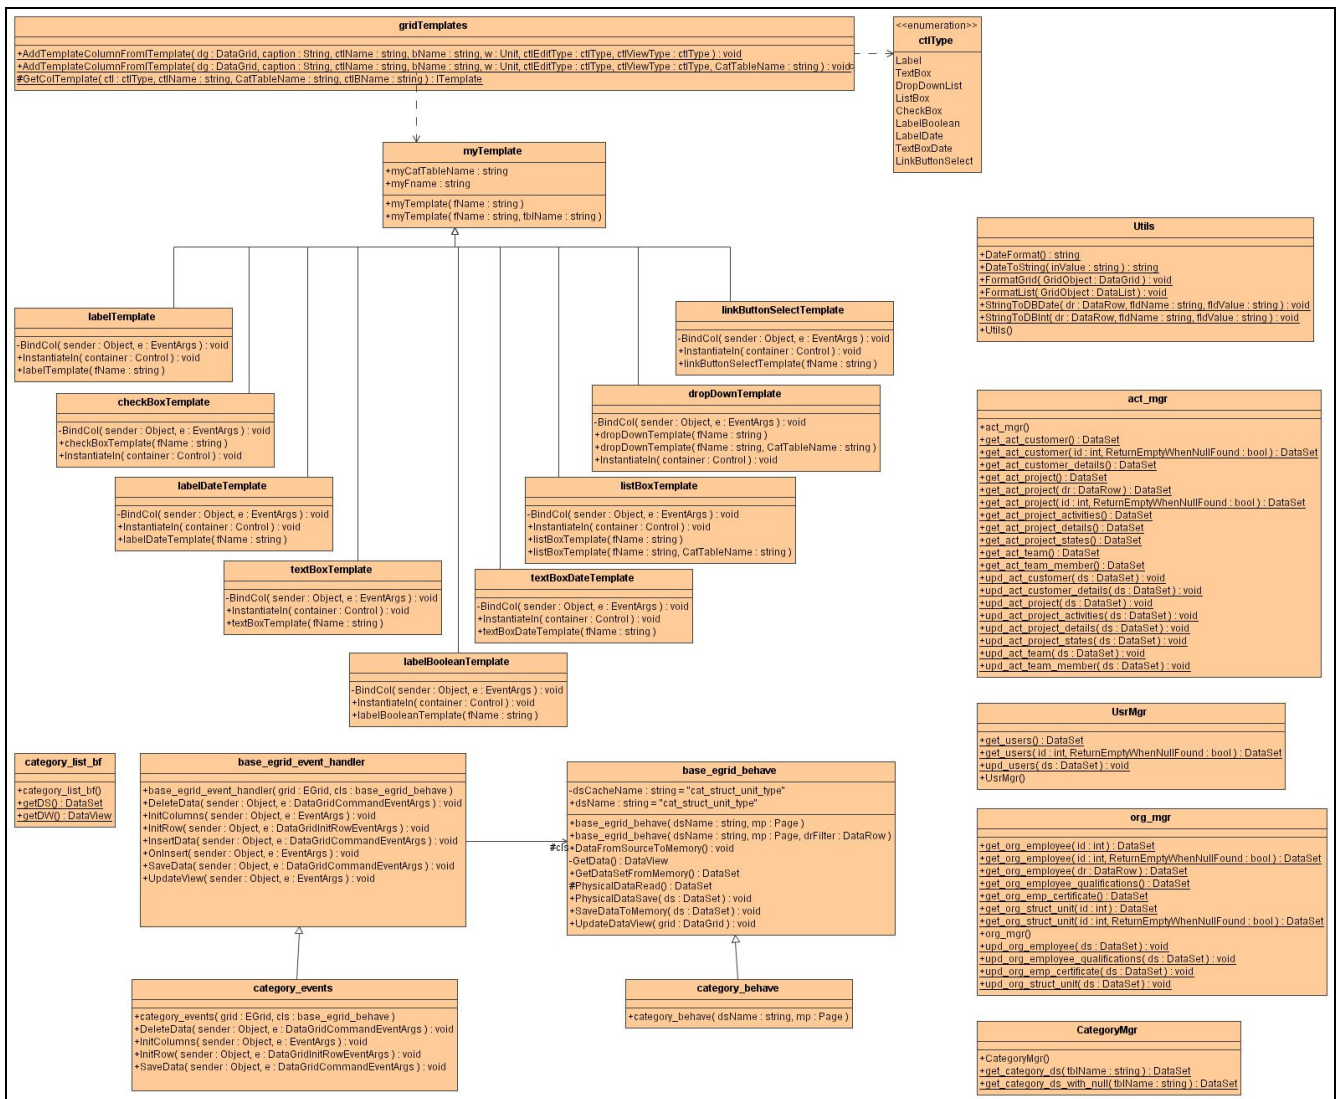 gridTemplates
+AddTemplateColumnFromITemplate( dg : DataGrid, caption : String, ctlName : string, bName : string, w : Unit, ctlEditType : ctlType, ctlViewType : ctlType ) : void
+AddTemplateColumnFromITemplate( dg : DataGrid, caption : String, ctlName : string, bName : string, w : Unit, ctlEditType : ctlType, ctlViewType : ctlType, CatTableName : string ) : void
#GetColTemplate( ctl : ctlType, ctlName : string, CatTableName : string, ctlBName : string ) : ITemplate
<<enumeration>>
ctlType
Label
TextBox
DropDownList
ListBox
CheckBox
LabelBoolean
LabelDate
TextBoxDate
LinkButtonSelect
myTemplate
+myCatTableName : string
+myFname : string
+myTemplate( fName : string )
+myTemplate( fName : string, tblName : string )
Utils
+DateFormat() : string
+DateToString( inValue : string ) : string
+FormatGrid( GridObject : DataGrid ) : void
+FormatList( GridObject : DataList ) : void
+StringToDBDate( dr : DataRow, fldName : string, fldValue : string ) : void
+StringToDBInt( dr : DataRow, fldName : string, fldValue : string ) : void
+Utils()
labelTemplate
-BindCol( sender : Object, e : EventArgs ) : void
+InstantiateIn( container : Control ) : void
+labelTemplate( fName : string )
linkButtonSelectTemplate
-BindCol( sender : Object, e : EventArgs ) : void
+InstantiateIn( container : Control ) : void
+linkButtonSelectTemplate( fName : string )
checkBoxTemplate
-BindCol( sender : Object, e : EventArgs ) : void
+checkBoxTemplate( fName : string )
+InstantiateIn( container : Control ) : void
dropDownTemplate
-BindCol( sender : Object, e : EventArgs ) : void
+dropDownTemplate( fName : string )
+dropDownTemplate( fName : string, CatTableName : string )
+InstantiateIn( container : Control ) : void
labelDateTemplate
-BindCol( sender : Object, e : EventArgs ) : void
+InstantiateIn( container : Control ) : void
+labelDateTemplate( fName : string )
listBoxTemplate
-BindCol( sender : Object, e : EventArgs ) : void
+InstantiateIn( container : Control ) : void
+listBoxTemplate( fName : string )
+listBoxTemplate( fName : string, CatTableName : string )
textBoxTemplate
-BindCol( sender : Object, e : EventArgs ) : void
+InstantiateIn( container : Control ) : void
+textBoxTemplate( fName : string )
textBoxDateTemplate
-BindCol( sender : Object, e : EventArgs ) : void
+InstantiateIn( container : Control ) : void
+textBoxDateTemplate( fName : string )
labelBooleanTemplate
-BindCol( sender : Object, e : EventArgs ) : void
+InstantiateIn( container : Control ) : void
+labelBooleanTemplate( fName : string )
act_mgr
+act_mgr()
+get_act_customer() : DataSet
+get_act_customer( id : int, ReturnEmptyWhenNullFound : bool ) : DataSet
+get_act_customer_details() : DataSet
+get_act_project() : DataSet
+get_act_project( dr : DataRow ) : DataSet
+get_act_project( id : int, ReturnEmptyWhenNullFound : bool ) : DataSet
+get_act_project_activities() : DataSet
+get_act_project_details() : DataSet
+get_act_project_states() : DataSet
+get_act_team() : DataSet
+get_act_team_member() : DataSet
+upd_act_customer( ds : DataSet ) : void
+upd_act_customer_details( ds : DataSet ) : void
+upd_act_project( ds : DataSet ) : void
+upd_act_project_activities( ds : DataSet ) : void
+upd_act_project_details( ds : DataSet ) : void
+upd_act_project_states( ds : DataSet ) : void
+upd_act_team( ds : DataSet ) : void
+upd_act_team_member( ds : DataSet ) : void
UsrMgr
+get_users() : DataSet
+get_users( id : int, ReturnEmptyWhenNullFound : bool ) : DataSet
+upd_users( ds : DataSet ) : void
+UsrMgr()
category_list_bf
+category_list_bf()
+getDS() : DataSet
+getDW() : DataView
base_egrid_event_handler
+base_egrid_event_handler( grid : EGrid, cls : base_egrid_behave )
+DeleteData( sender : Object, e : DataGridCommandEventArgs ) : void
+InitColumns( sender : Object, e : EventArgs ) : void
+InitRow( sender : Object, e : DataGridInitRowEventArgs ) : void
+InsertData( sender : Object, e : DataGridCommandEventArgs ) : void
+OnInsert( sender : Object, e : EventArgs ) : void
+SaveData( sender : Object, e : DataGridCommandEventArgs ) : void
+UpdateView( sender : Object, e : EventArgs ) : void
#cls
base_egrid_behave
-dsCacheName : string = "cat_struct_unit_type"
+dsName : string = "cat_struct_unit_type"
+base_egrid_behave( dsName : string, mp : Page )
+base_egrid_behave( dsName : string, mp : Page, drFilter : DataRow )
+DataFromSourceToMemory() : void
-GetData() : DataView
+GetDataSetFromMemory() : DataSet
#PhysicalDataRead() : DataSet
+PhysicalDataSave( ds : DataSet ) : void
+SaveDataToMemory( ds : DataSet ) : void
+UpdateDataView( grid : DataGrid ) : void
org_mgr
+get_org_employee( id : int ) : DataSet
+get_org_employee( id : int, ReturnEmptyWhenNullFound : bool ) : DataSet
+get_org_employee( dr : DataRow ) : DataSet
+get_org_employee_qualifications() : DataSet
+get_org_emp_certificate() : DataSet
+get_org_struct_unit( id : int ) : DataSet
+get_org_struct_unit( id : int, ReturnEmptyWhenNullFound : bool ) : DataSet
+org_mgr()
+upd_org_employee( ds : DataSet ) : void
+upd_org_employee_qualifications( ds : DataSet ) : void
+upd_org_emp_certificate( ds : DataSet ) : void
+upd_org_struct_unit( ds : DataSet ) : void
category_events
+category_events( grid : EGrid, cls : base_egrid_behave )
+DeleteData( sender : Object, e : DataGridCommandEventArgs ) : void
+InitColumns( sender : Object, e : EventArgs ) : void
+InitRow( sender : Object, e : DataGridInitRowEventArgs ) : void
+SaveData( sender : Object, e : DataGridCommandEventArgs ) : void
category_behave
+category_behave( dsName : string, mp : Page )
CategoryMgr
+CategoryMgr()
+get_category_ds( tblName : string ) : DataSet
+get_category_ds_with_null( tblName : string ) : DataSet